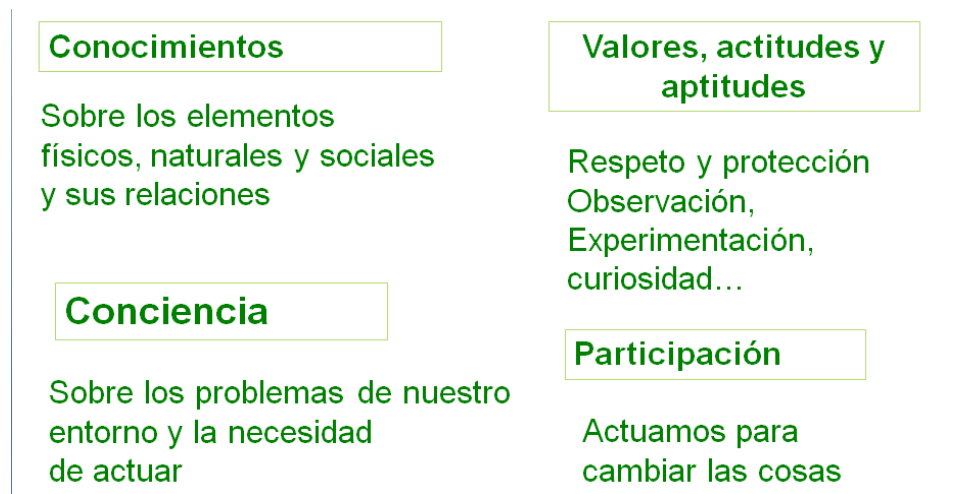 Conocimientos
Sobre los elementos
físicos, naturales y sociales
y sus relaciones
Conciencia
Sobre los problemas de nuestro
entorno y la necesidad
de actuar
Valores, actitudes y
aptitudes
Respeto y protección
Observación,
Experimentación,
curiosidad...
Participación
Actuamos para
cambiar las cosas